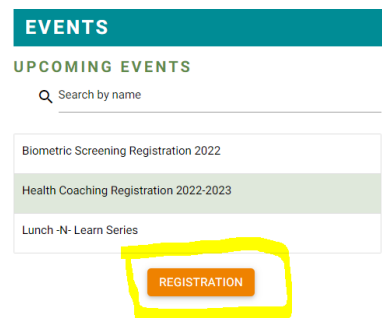 EVENTS
UPCOMING EVENTS
Search by name
Biometric Screening Registration 2022
Health Coaching Registration 2022-2023
Lunch -N- Learn Series
REGISTRATION